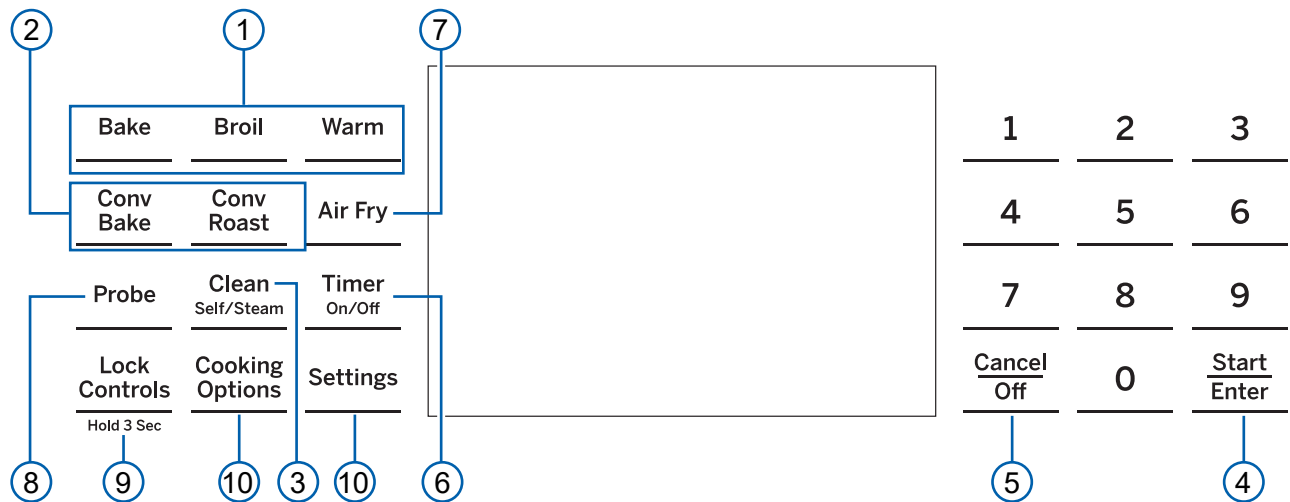 2
1
7
Bake
Broil
Warm
1
2
3
Conv
Bake
Conv
Roast
Air Fry
4
5
6
Probe
Clean
Self/Steam
Timer
On/Off
7
8
9
Lock
Controls
Hold 3 Sec
Cooking
Options
Settings
Cancel
Off
0
Start
Enter
8
9
10
3
10
6
5
4